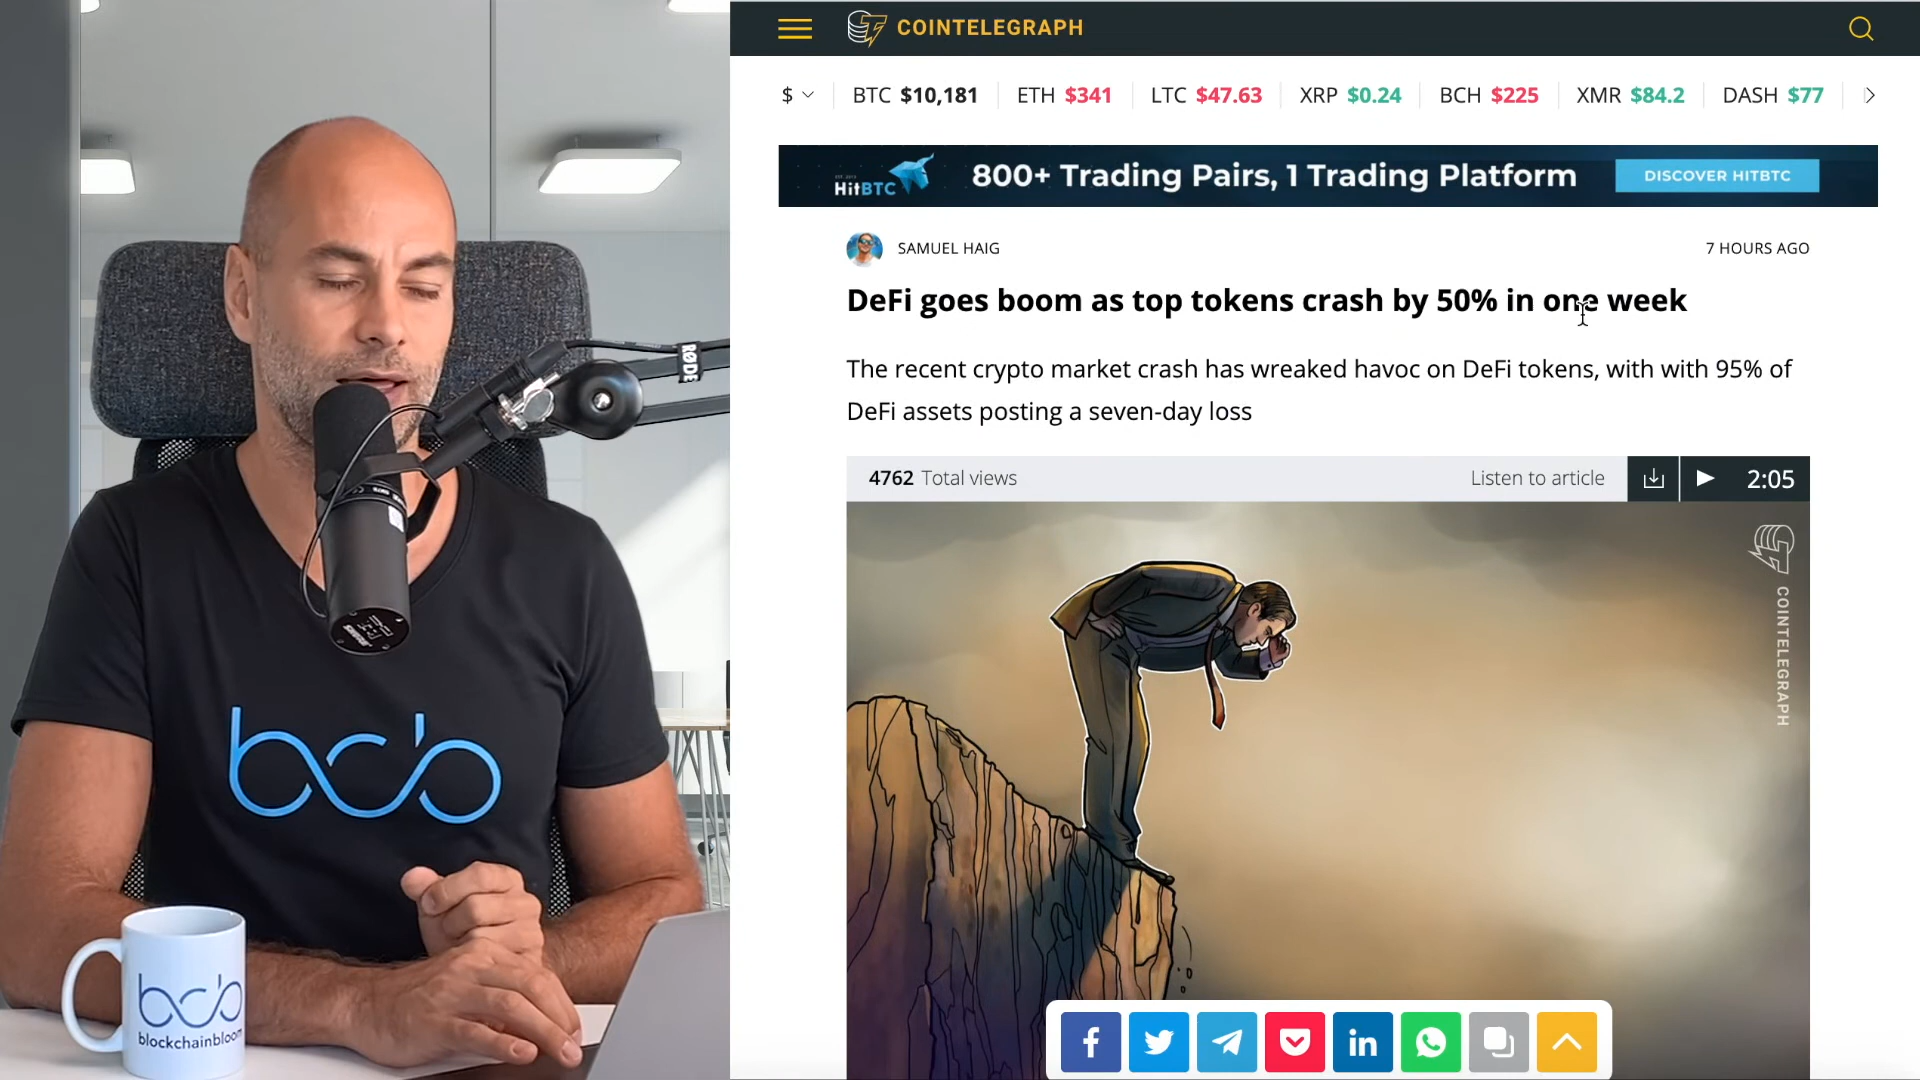 COINTELEGRAPH
$ BTC $10,181 ETH $341 LTC $47.63 XRP $0.24 BCH $225 XMR $84.2 DASH $77
HitBTC 800+ Trading Pairs, 1 Trading Platform DISCOVER HITBTC
SAMUEL HAIG 7 HOURS AGO
DeFi goes boom as top tokens crash by 50% in one week
The recent crypto market crash has wreaked havoc on DeFi tokens, with with 95% of
DeFi assets posting a seven-day loss
4762 Total views Listen to article 2:05
COINTELEGRAPH
RØDE
bcb
bcb
blockchainbloom